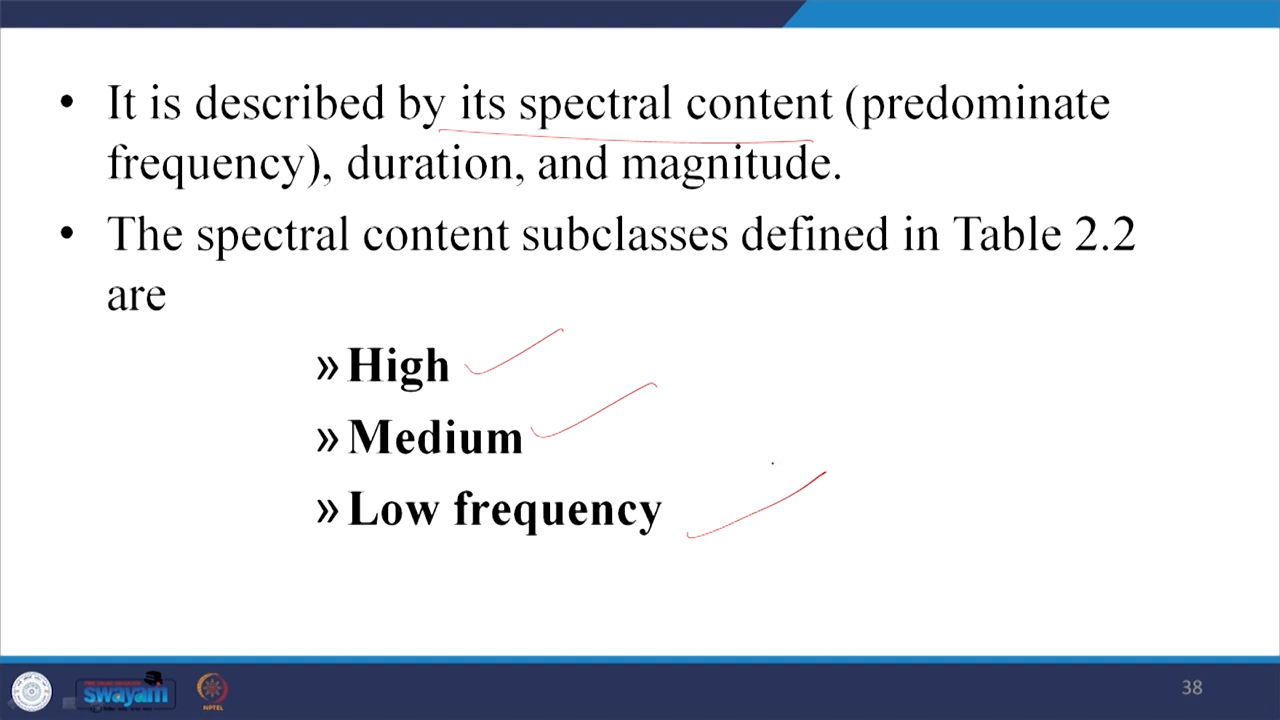 • It is described by its spectral content (predominate
frequency), duration, and magnitude.
• The spectral content subclasses defined in Table 2.2
are
» High
» Medium
» Low frequency
swayam
NPTEL
38